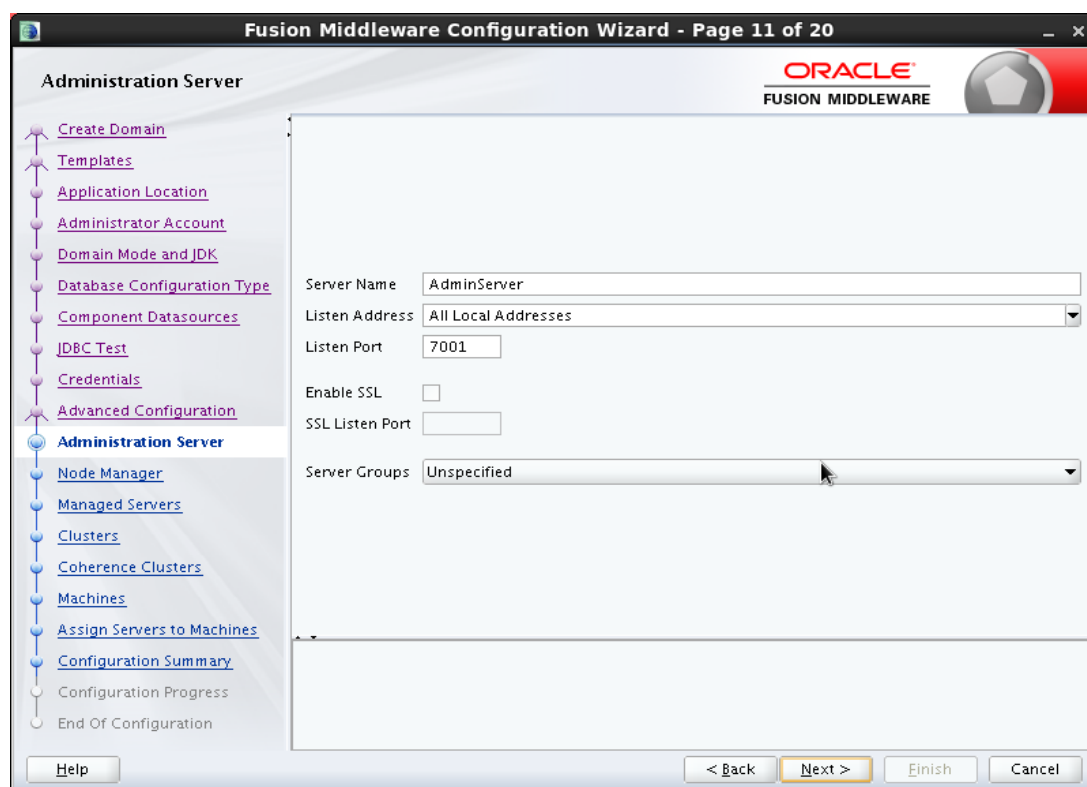 Fusion Middleware Configuration Wizard - Page 11 of 20
Administration Server
ORACLE
FUSION MIDDLEWARE
Create Domain
Templates
Application Location
Administrator Account
Domain Mode and JDK
Database Configuration Type
Component Datasources
JDBC Test
Credentials
Advanced Configuration
Administration Server
Node Manager
Managed Servers
Clusters
Coherence Clusters
Machines
Assign Servers to Machines
Configuration Summary
Configuration Progress
End Of Configuration
Server Name AdminServer
Listen Address All Local Addresses
Listen Port 7001
Enable SSL
SSL Listen Port
Server Groups Unspecified
Help < Back Next > Finish Cancel